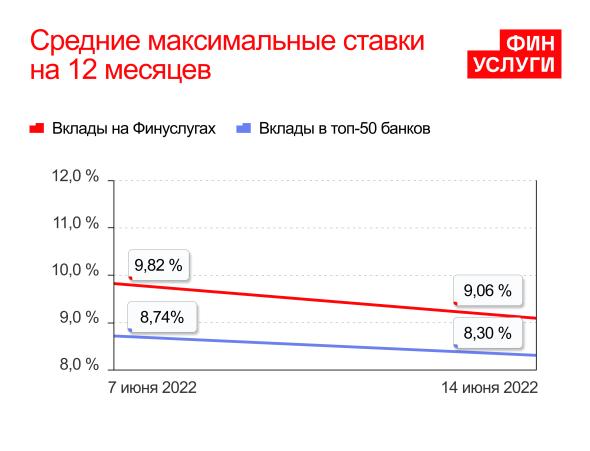 Средние максимальные ставки
на 12 месяцев
ФИН
УСЛУГИ
Вклады на Финуслугах
Вклады в топ-50 банков
12,0 %
11,0 %
10,0 %
9,0 %
8,0 %
9,82 %
8,74%
9,06 %
8,30 %
7 июня 2022
14 июня 2022